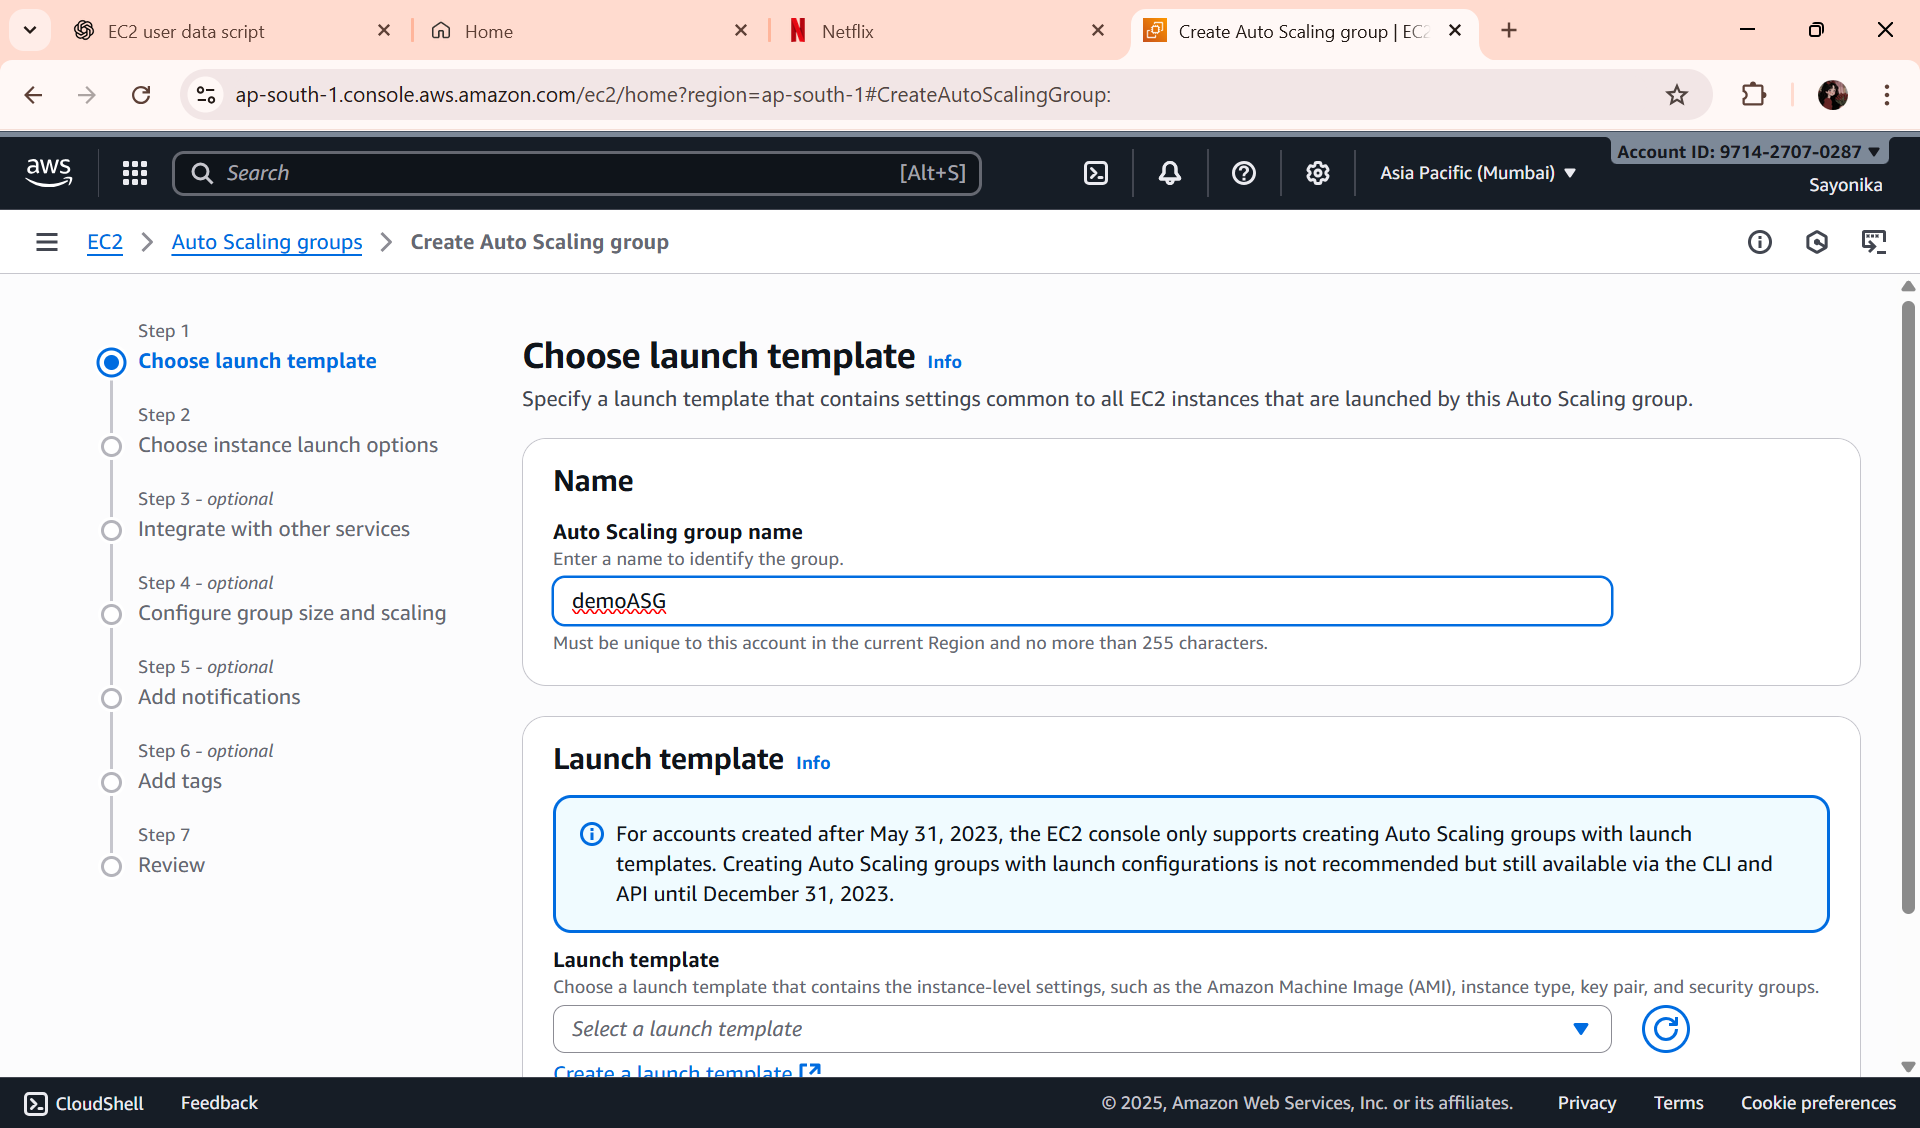 EC2 user data script
Home
Netflix
Create Auto Scaling group | EC2
ap-south-1.console.aws.amazon.com/ec2/home?region=ap-south-1#CreateAutoScalingGroup:
aws
Search
[Alt+S]
Asia Pacific (Mumbai)
Account ID: 9714-2707-0287
Sayonika
EC2
Auto Scaling groups
Create Auto Scaling group
Step 1
Choose launch template
Step 2
Choose instance launch options
Step 3 - optional
Integrate with other services
Step 4 - optional
Configure group size and scaling
Step 5 - optional
Add notifications
Step 6 - optional
Add tags
Step 7
Review
Choose launch template Info
Specify a launch template that contains settings common to all EC2 instances that are launched by this Auto Scaling group.
Name
Auto Scaling group name
Enter a name to identify the group.
demoASG
Must be unique to this account in the current Region and no more than 255 characters.
Launch template Info
For accounts created after May 31, 2023, the EC2 console only supports creating Auto Scaling groups with launch
templates. Creating Auto Scaling groups with launch configurations is not recommended but still available via the CLI and
API until December 31, 2023.
Launch template
Choose a launch template that contains the instance-level settings, such as the Amazon Machine Image (AMI), instance type, key pair, and security groups.
Select a launch template
Create a launch template
CloudShell
Feedback
© 2025, Amazon Web Services, Inc. or its affiliates.
Privacy
Terms
Cookie preferences